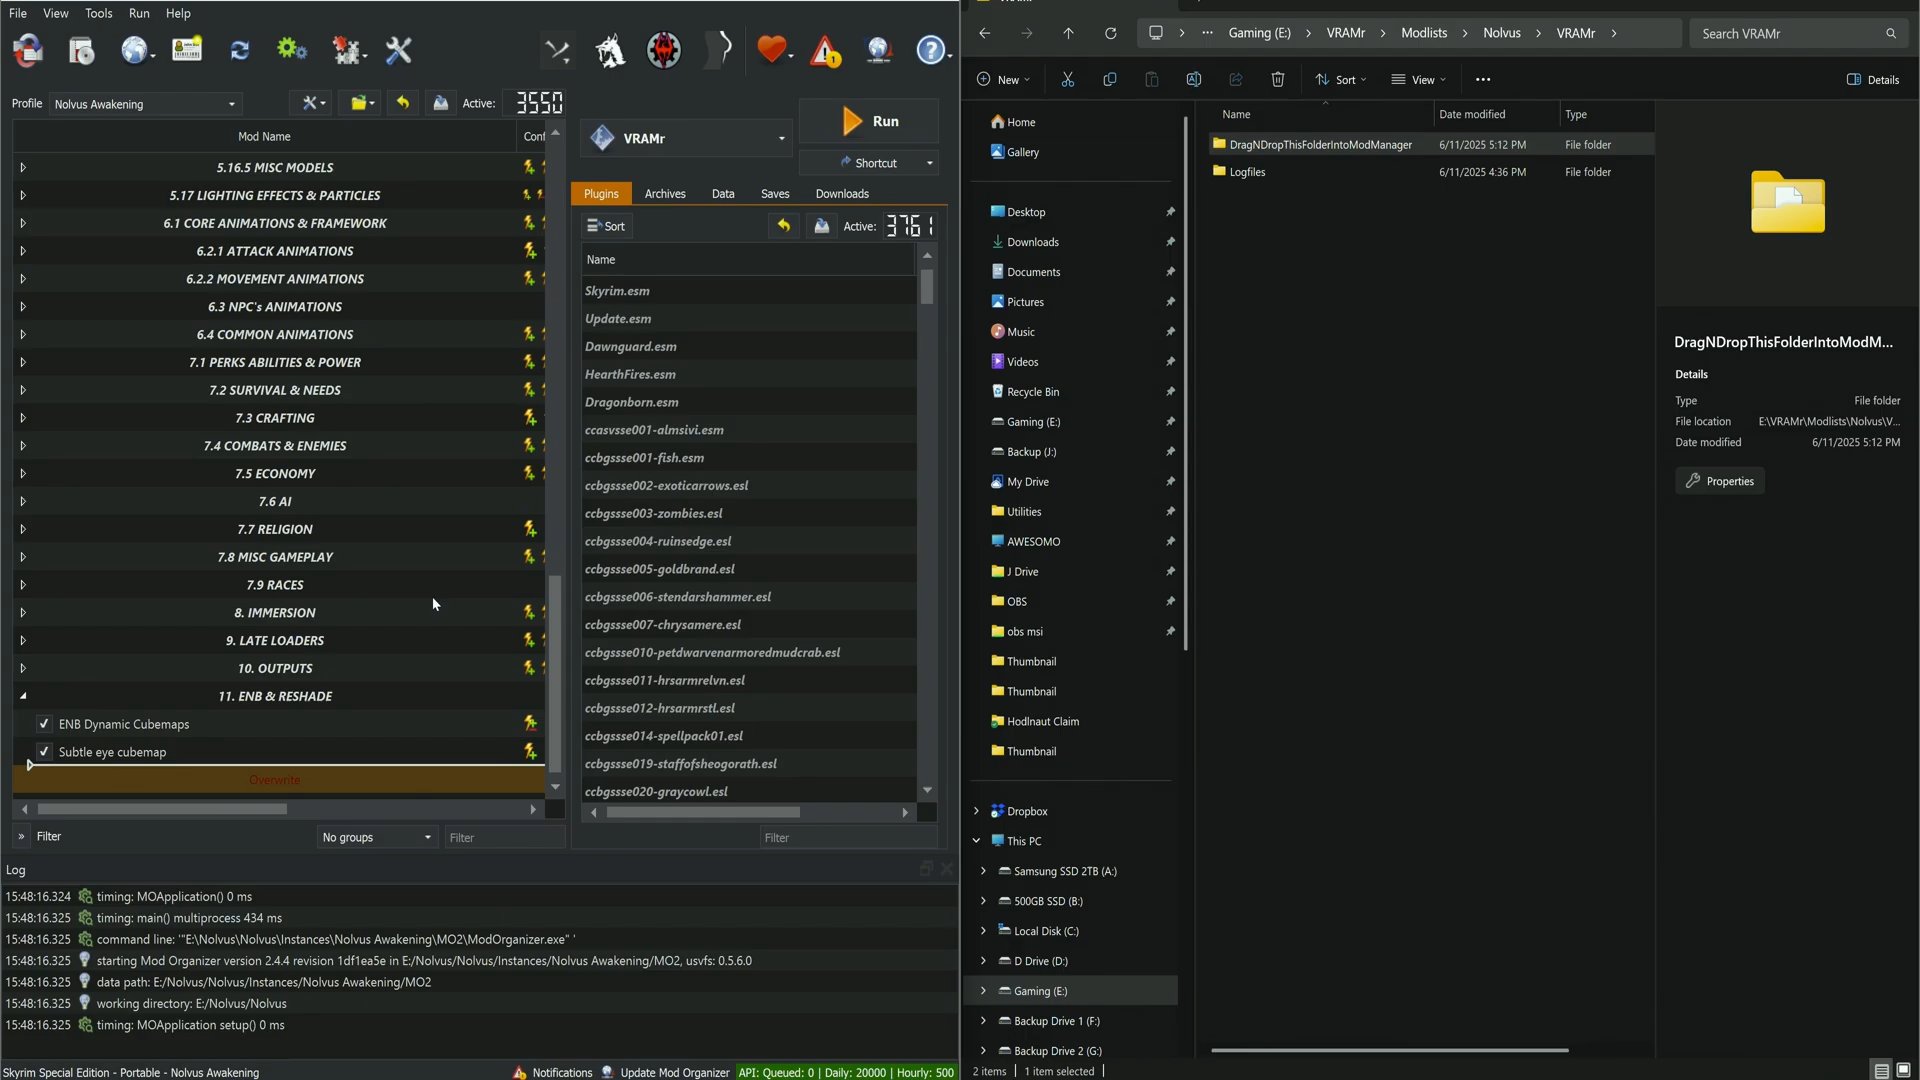 File View Tools Run Help
Profile Nolvus Awakening Active: 3550
Mod Name Conf
5.16.5 MISC MODELS
5.17 LIGHTING EFFECTS & PARTICLES
6.1 CORE ANIMATIONS & FRAMEWORK
6.2.1 ATTACK ANIMATIONS
6.2.2 MOVEMENT ANIMATIONS
6.3 NPC's ANIMATIONS
6.4 COMMON ANIMATIONS
7.1 PERKS ABILITIES & POWER
7.2 SURVIVAL & NEEDS
7.3 CRAFTING
7.4 COMBATS & ENEMIES
7.5 ECONOMY
7.6 AI
7.7 RELIGION
7.8 MISC GAMEPLAY
7.9 RACES
8. IMMERSION
9. LATE LOADERS
10. OUTPUTS
11. ENB & RESHADE
ENB Dynamic Cubemaps
Subtle eye cubemap
Overwrite
» Filter No groups Filter
VRAMr
Run
Shortcut
Plugins Archives Data Saves Downloads
Sort Active: 3761
Name
Skyrim.esm
Update.esm
Dawnguard.esm
HearthFires.esm
Dragonborn.esm
ccasvsse001-almsivi.esm
ccbgssse001-fish.esm
ccbgssse002-exoticarrows.esl
ccbgssse003-zombies.esl
ccbgssse004-ruinsedge.esl
ccbgssse005-goldbrand.esl
ccbgssse006-stendarshammer.esl
ccbgssse007-chrysamere.esl
ccbgssse010-petdwarvenarmoredmudcrab.esl
ccbgssse011-hrsarmrelvn.esl
ccbgssse012-hrsarmrstl.esl
ccbgssse014-spellpack01.esl
ccbgssse019-staffofsheogorath.esl
ccbgssse020-graycowl.esl
Filter
Log
15:48:16.324 timing: MOApplication() 0 ms
15:48:16.325 timing: main() multiprocess 434 ms
15:48:16.325 command line: '"E:\Nolvus\Nolvus\Instances\Nolvus Awakening\MO2\ModOrganizer.exe" '
15:48:16.325 starting Mod Organizer version 2.4.4 revision 1df1ea5e in E:/Nolvus/Nolvus/Instances/Nolvus Awakening/MO2, usvfs: 0.5.6.0
15:48:16.325 data path: E:/Nolvus/Nolvus/Instances/Nolvus Awakening/MO2
15:48:16.325 working directory: E:/Nolvus/Nolvus
15:48:16.325 timing: MOApplication setup() 0 ms
Skyrim Special Edition - Portable - Nolvus Awakening Notifications Update Mod Organizer API: Queued: 0 | Daily: 20000 | Hourly: 500
Gaming (E:) VRAMr Modlists Nolvus VRAMr Search VRAMr
New Sort View Details
Home
Gallery
Desktop
Downloads
Documents
Pictures
Music
Videos
Recycle Bin
Gaming (E:)
Backup (J:)
My Drive
Utilities
AWESOMO
J Drive
OBS
obs msi
Thumbnail
Thumbnail
Hodlnaut Claim
Thumbnail
Dropbox
This PC
Samsung SSD 2TB (A:)
500GB SSD (B:)
Local Disk (C:)
D Drive (D:)
Gaming (E:)
Backup Drive 1 (F:)
Backup Drive 2 (G:)
Name Date modified Type
DragNDropThisFolderIntoModManager 6/11/2025 5:12 PM File folder
Logfiles 6/11/2025 4:36 PM File folder
DragNDropThisFolderIntoModM...
Details
Type File folder
File location E:\VRAMr\Modlists\Nolvus\V...
Date modified 6/11/2025 5:12 PM
Properties
2 items 1 item selected